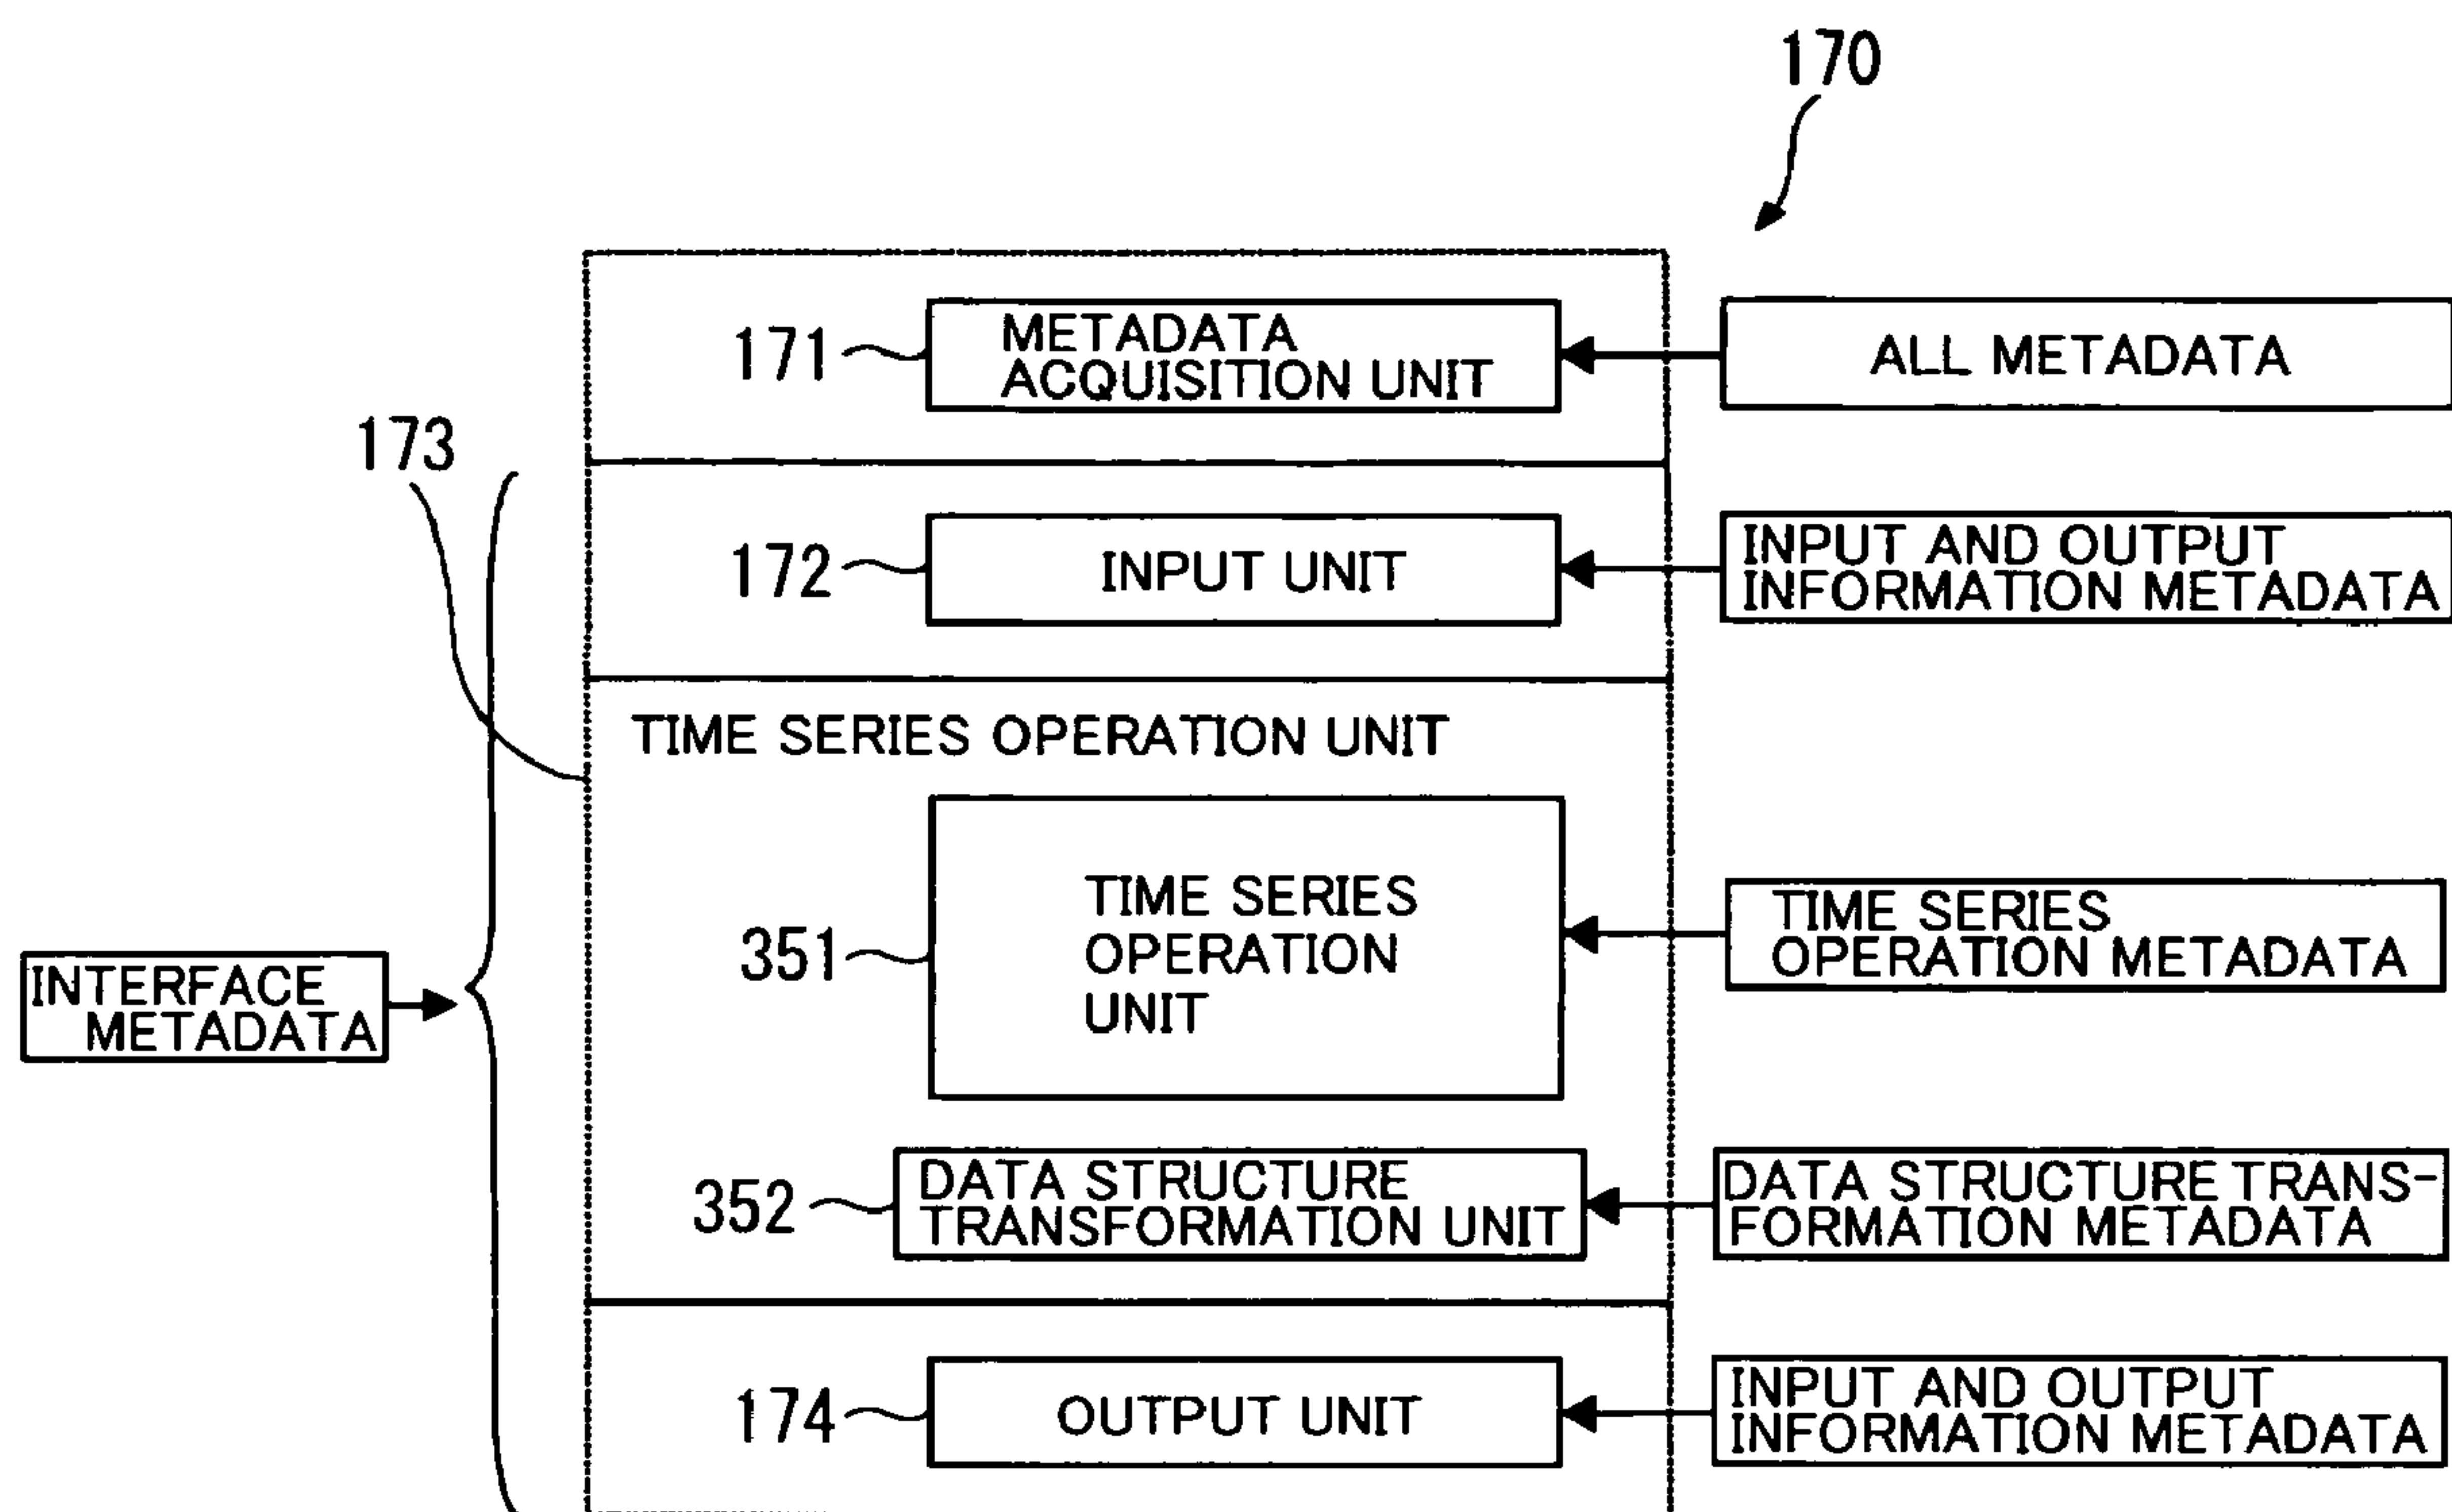 170
171
METADATA
ACQUISITION UNIT
ALL METADATA
173
172
INPUT UNIT
INPUT AND OUTPUT
INFORMATION METADATA
TIME SERIES OPERATION UNIT
351
TIME SERIES
OPERATION
UNIT
TIME SERIES
OPERATION METADATA
INTERFACE
METADATA
352
DATA STRUCTURE
TRANSFORMATION UNIT
DATA STRUCTURE TRANS-
FORMATION METADATA
174
OUTPUT UNIT
INPUT AND OUTPUT
INFORMATION METADATA